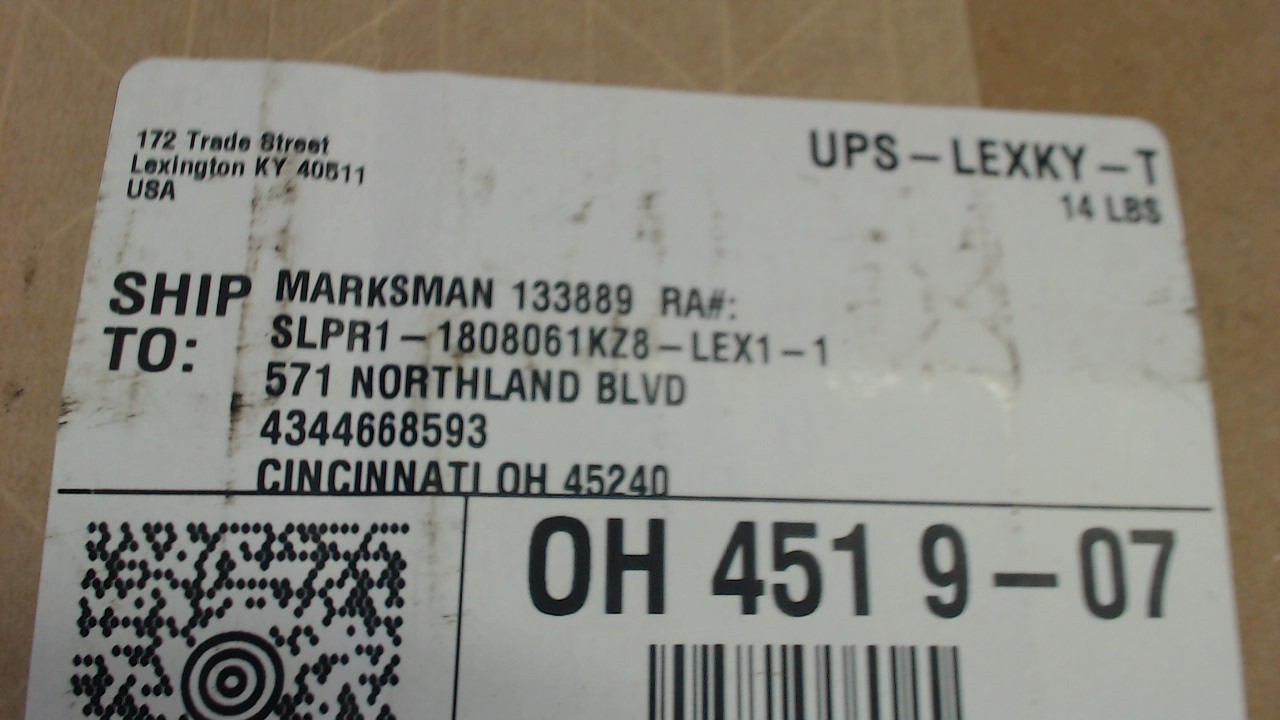 172 Trade Street
Lexington KY 40511
USA
UPS-LEXKY-T
14 LBS
SHIP TO:
MARKSMAN 133889 RA#:
SLPR1-1808061KZ8-LEX1-1
571 NORTHLAND BLVD
4344668593
CINCINNATI OH 45240
OH 451 9-07